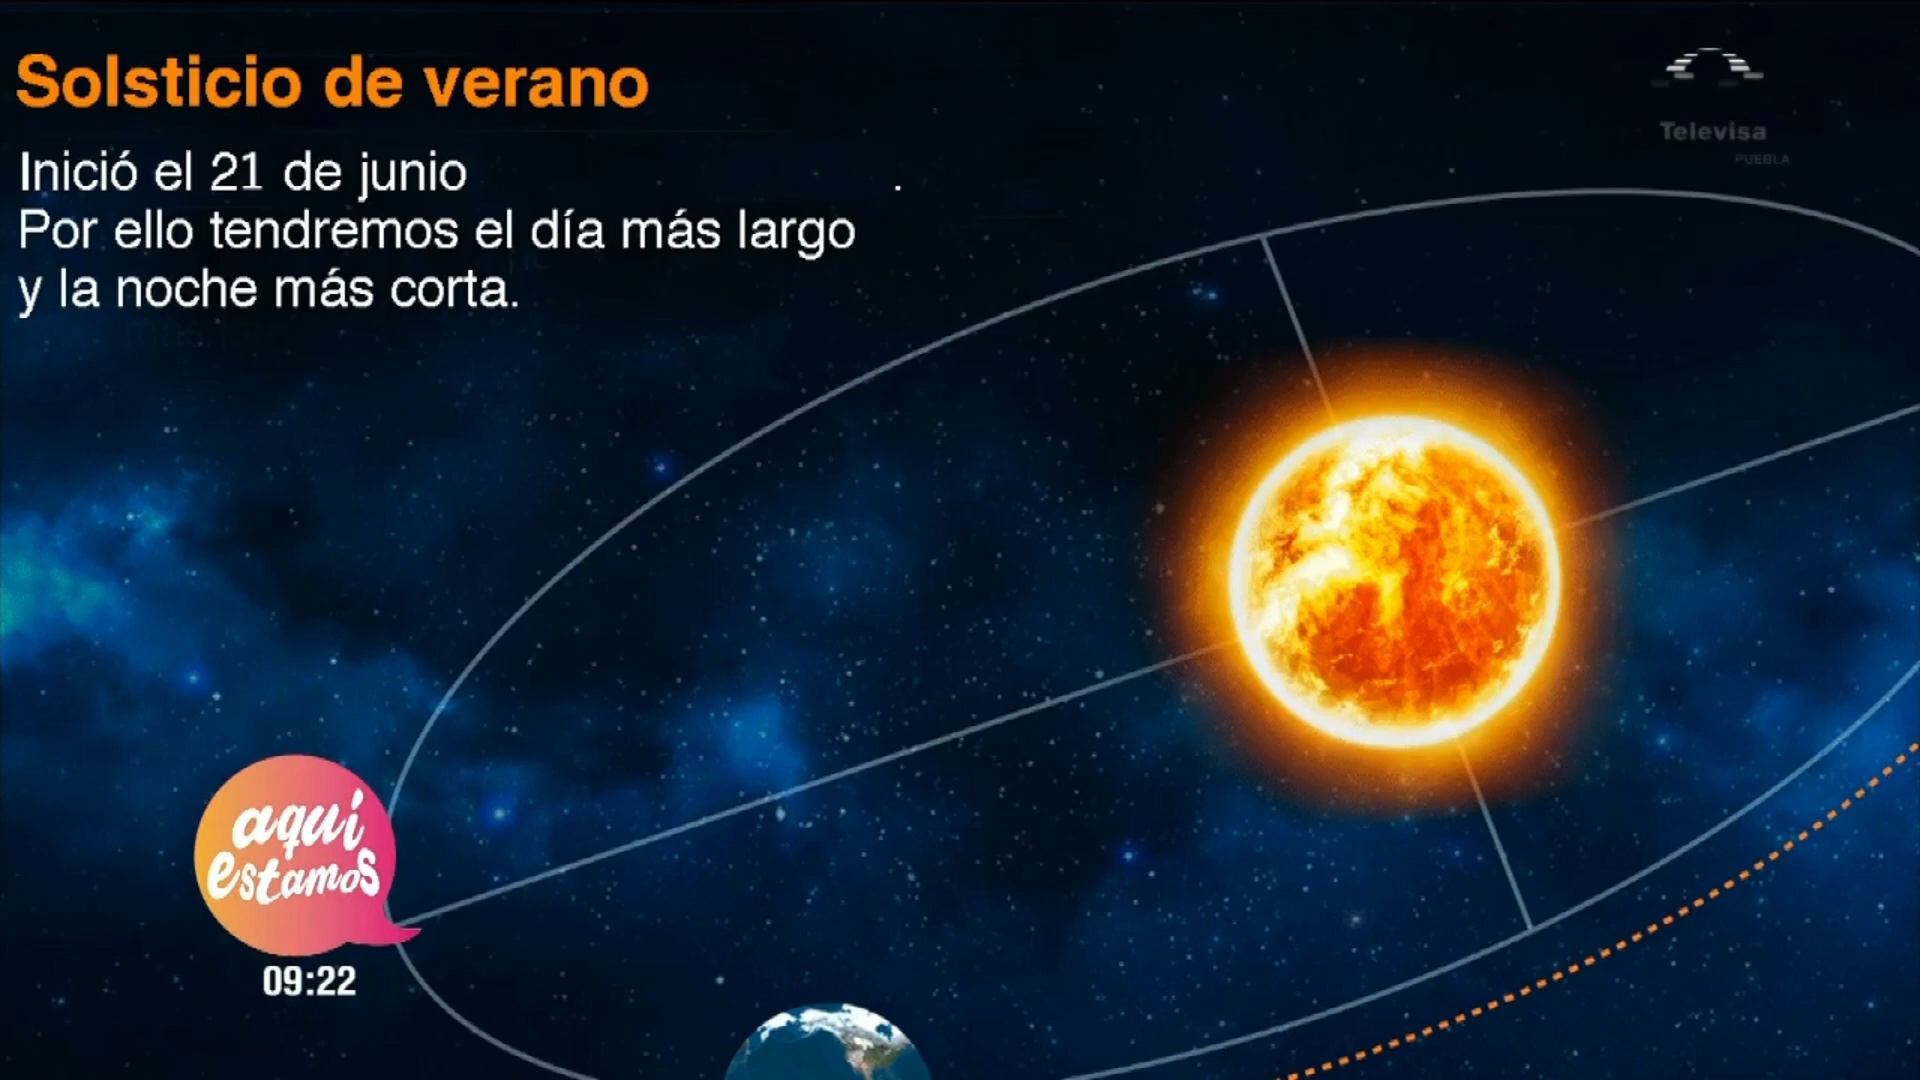 Solsticio de verano
Inició el 21 de junio .
Por ello tendremos el día más largo
y la noche más corta.
Televisa
PUEBLA
aquí
estamos
09:22